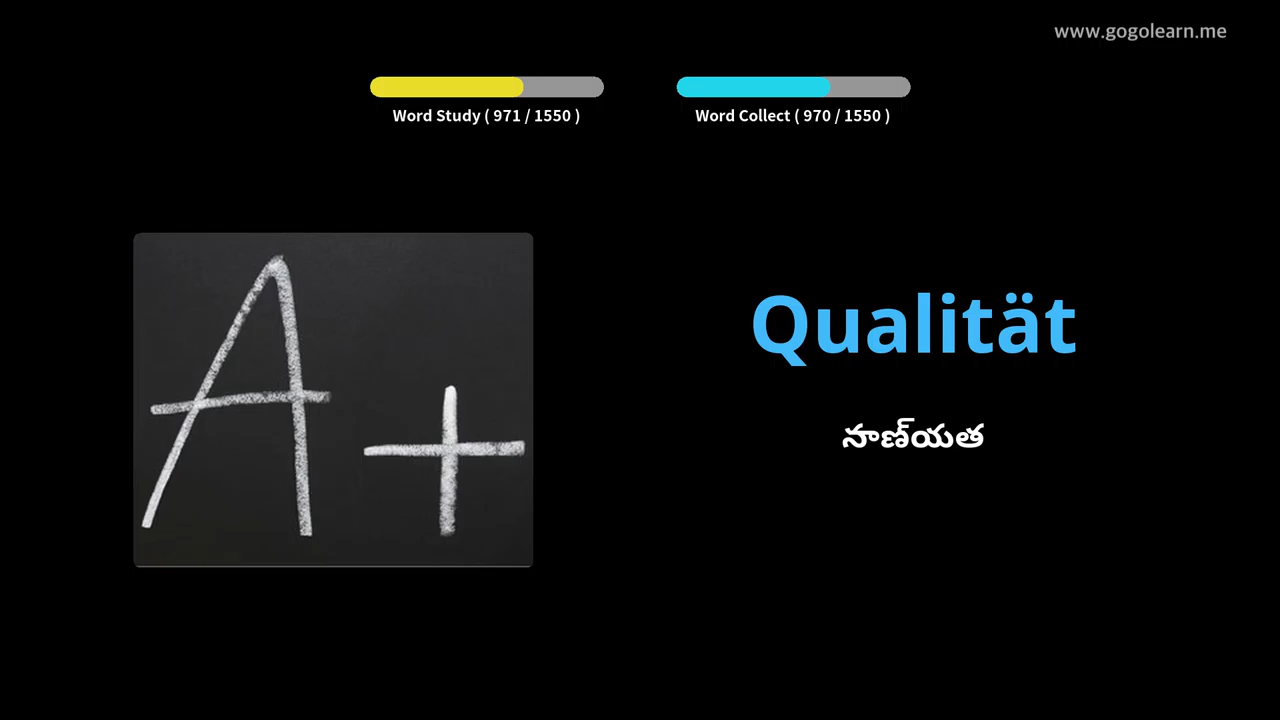 www.gogolearn.me
Word Study ( 971 / 1550 )
Word Collect ( 970 / 1550 )
A+
Qualität
నాణ్యత